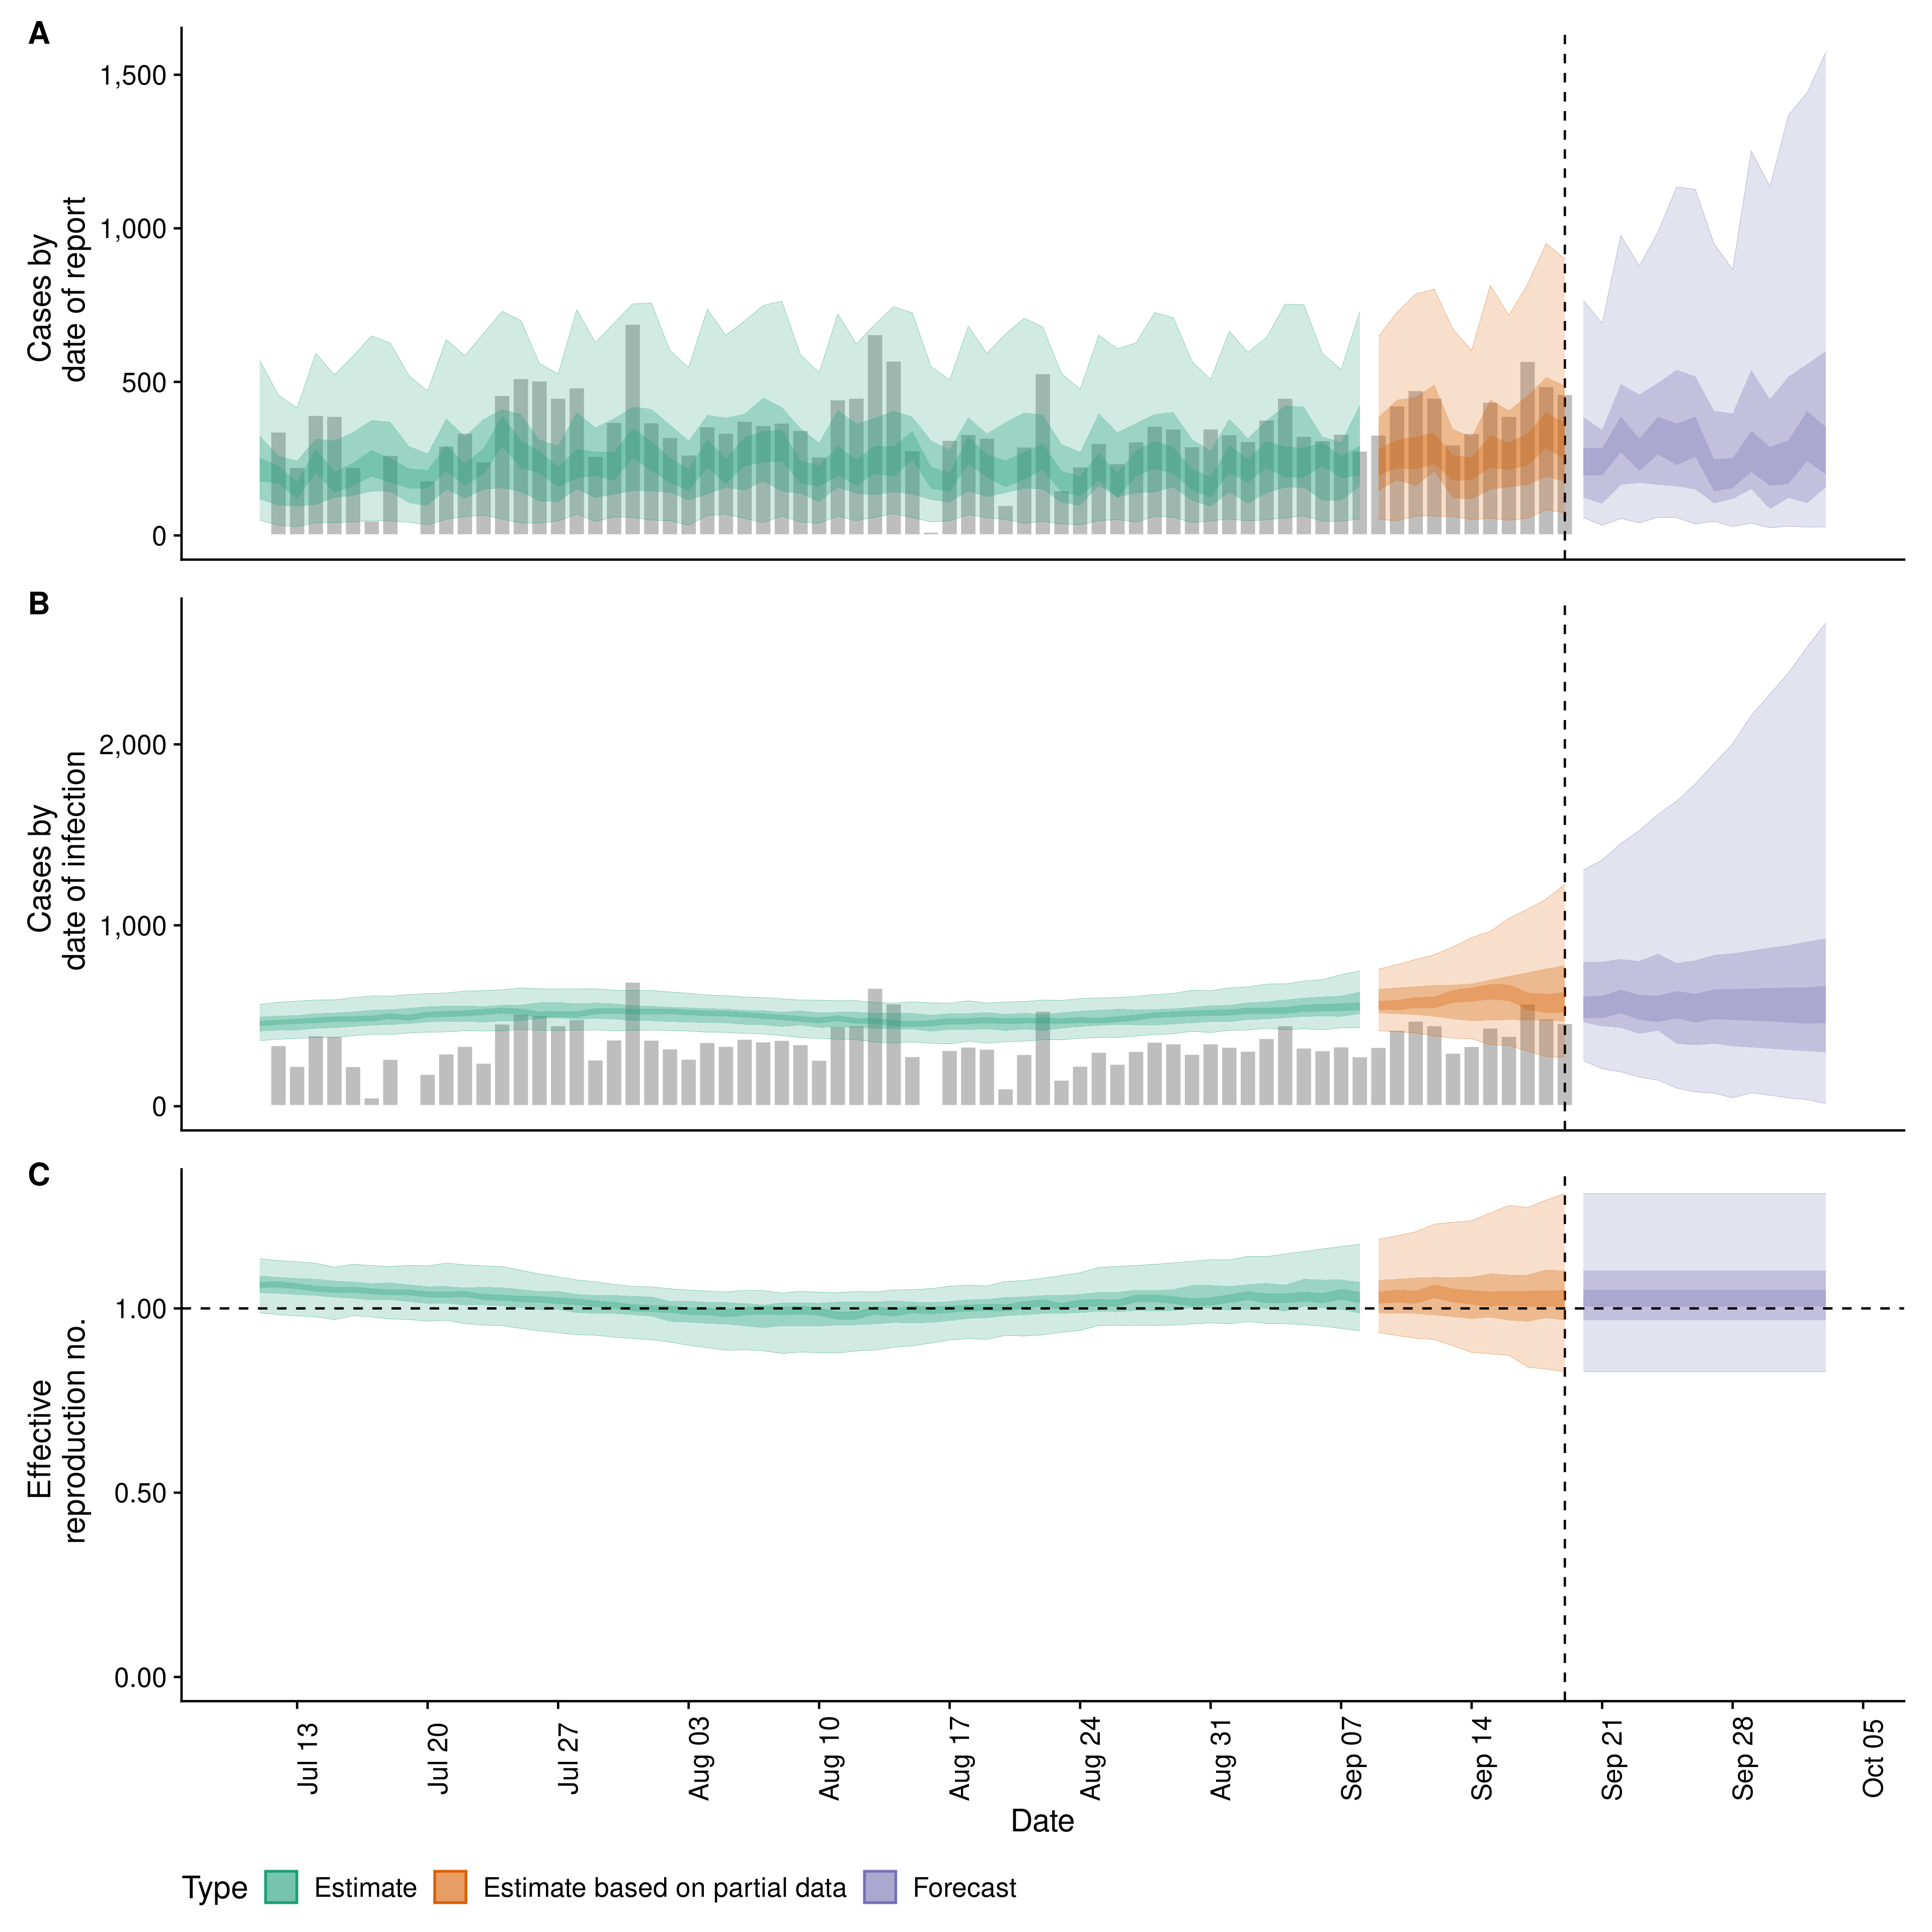 A
1,500
1,000
500
0
Cases by
date of report
B
2,000
1,000
0
Cases by
date of infection
C
1.00
0.50
0.00
Effective
reproduction no.
Jul 13
Jul 20
Jul 27
Aug 03
Aug 10
Aug 17
Aug 24
Aug 31
Sep 07
Sep 14
Sep 21
Sep 28
Oct 05
Date
Type Estimate Estimate based on partial data Forecast